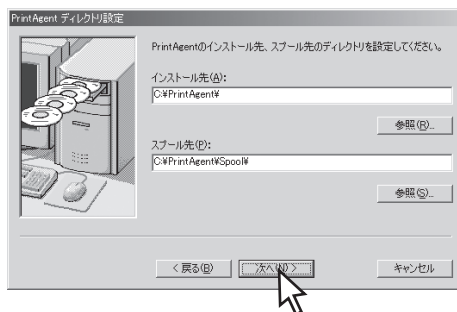 PrintAgent ディレクトリ設定
PrintAgentのインストール先、スプール先のディレクトリを設定してください。
インストール先(A):
C:¥PrintAgent¥
参照(R)...
スプール先(P):
C:¥PrintAgent¥Spool¥
参照(S)...
< 戻る(B)
次へ(N) >
キャンセル